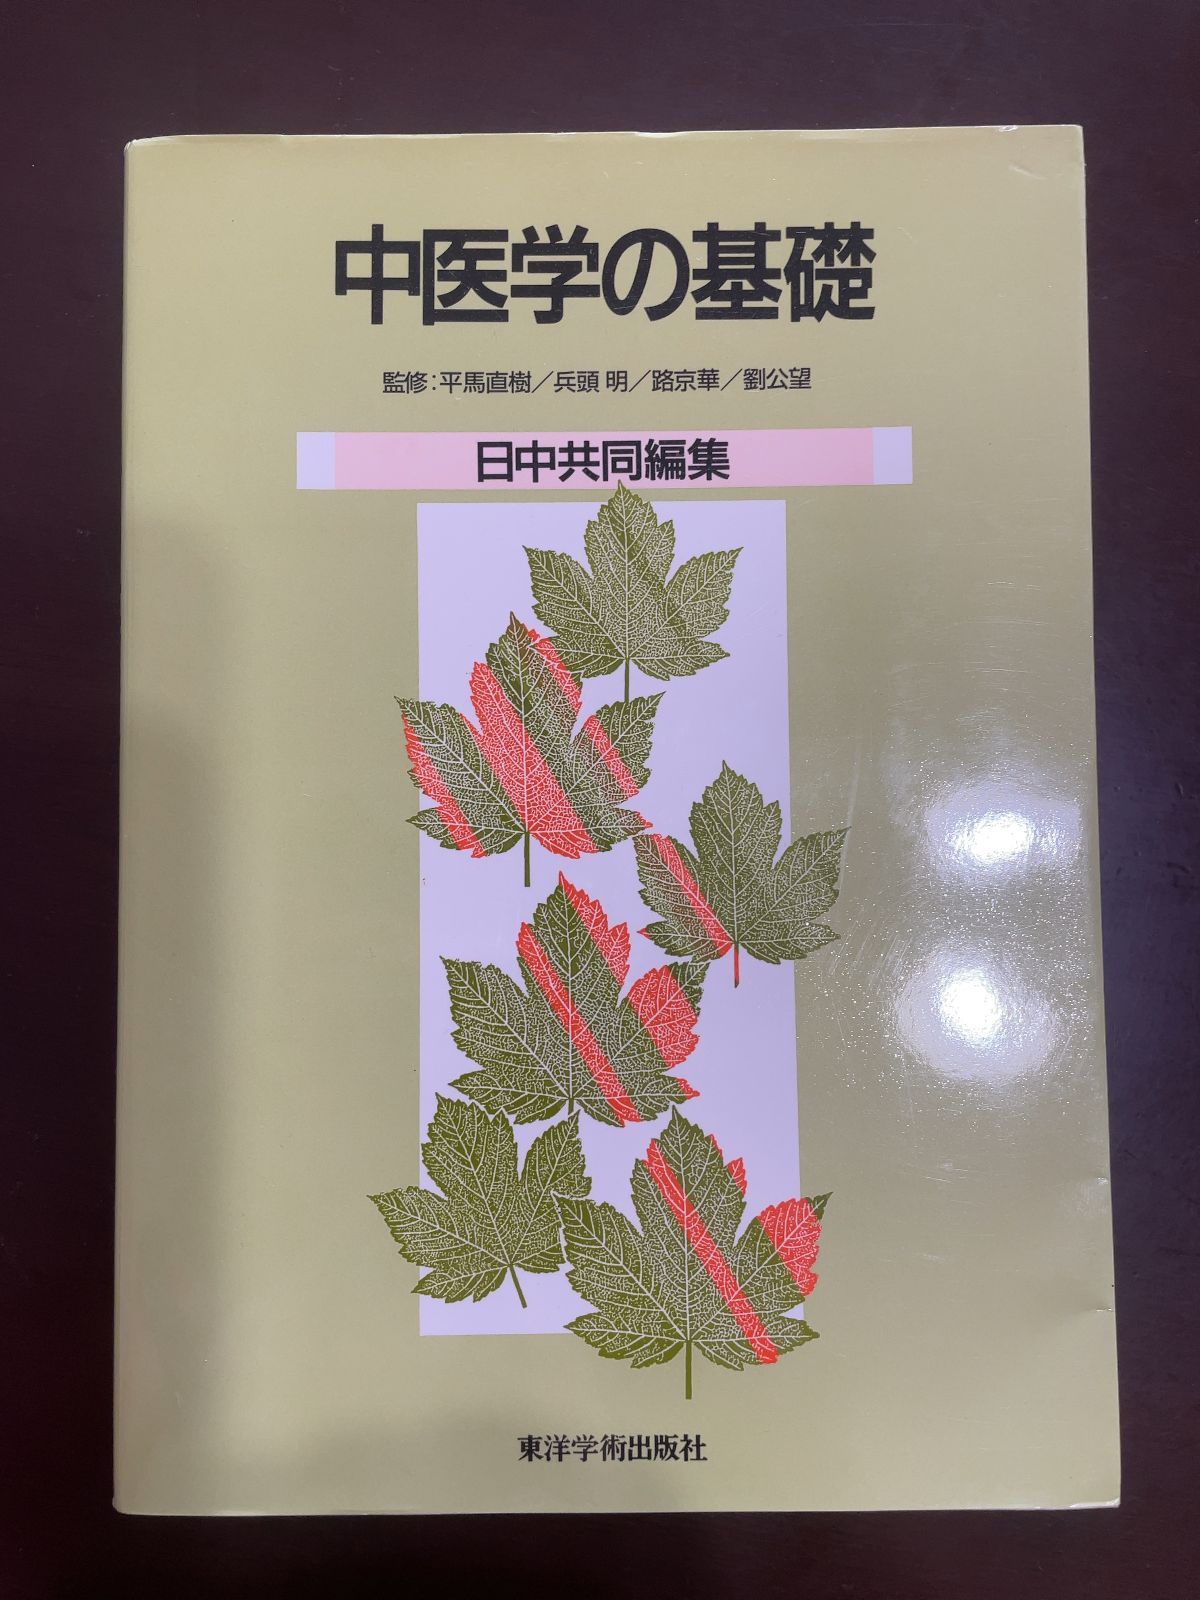 中医学の基礎
監修:平馬直樹／兵頭 明／路京華／劉公望
日中共同編集
東洋学術出版社